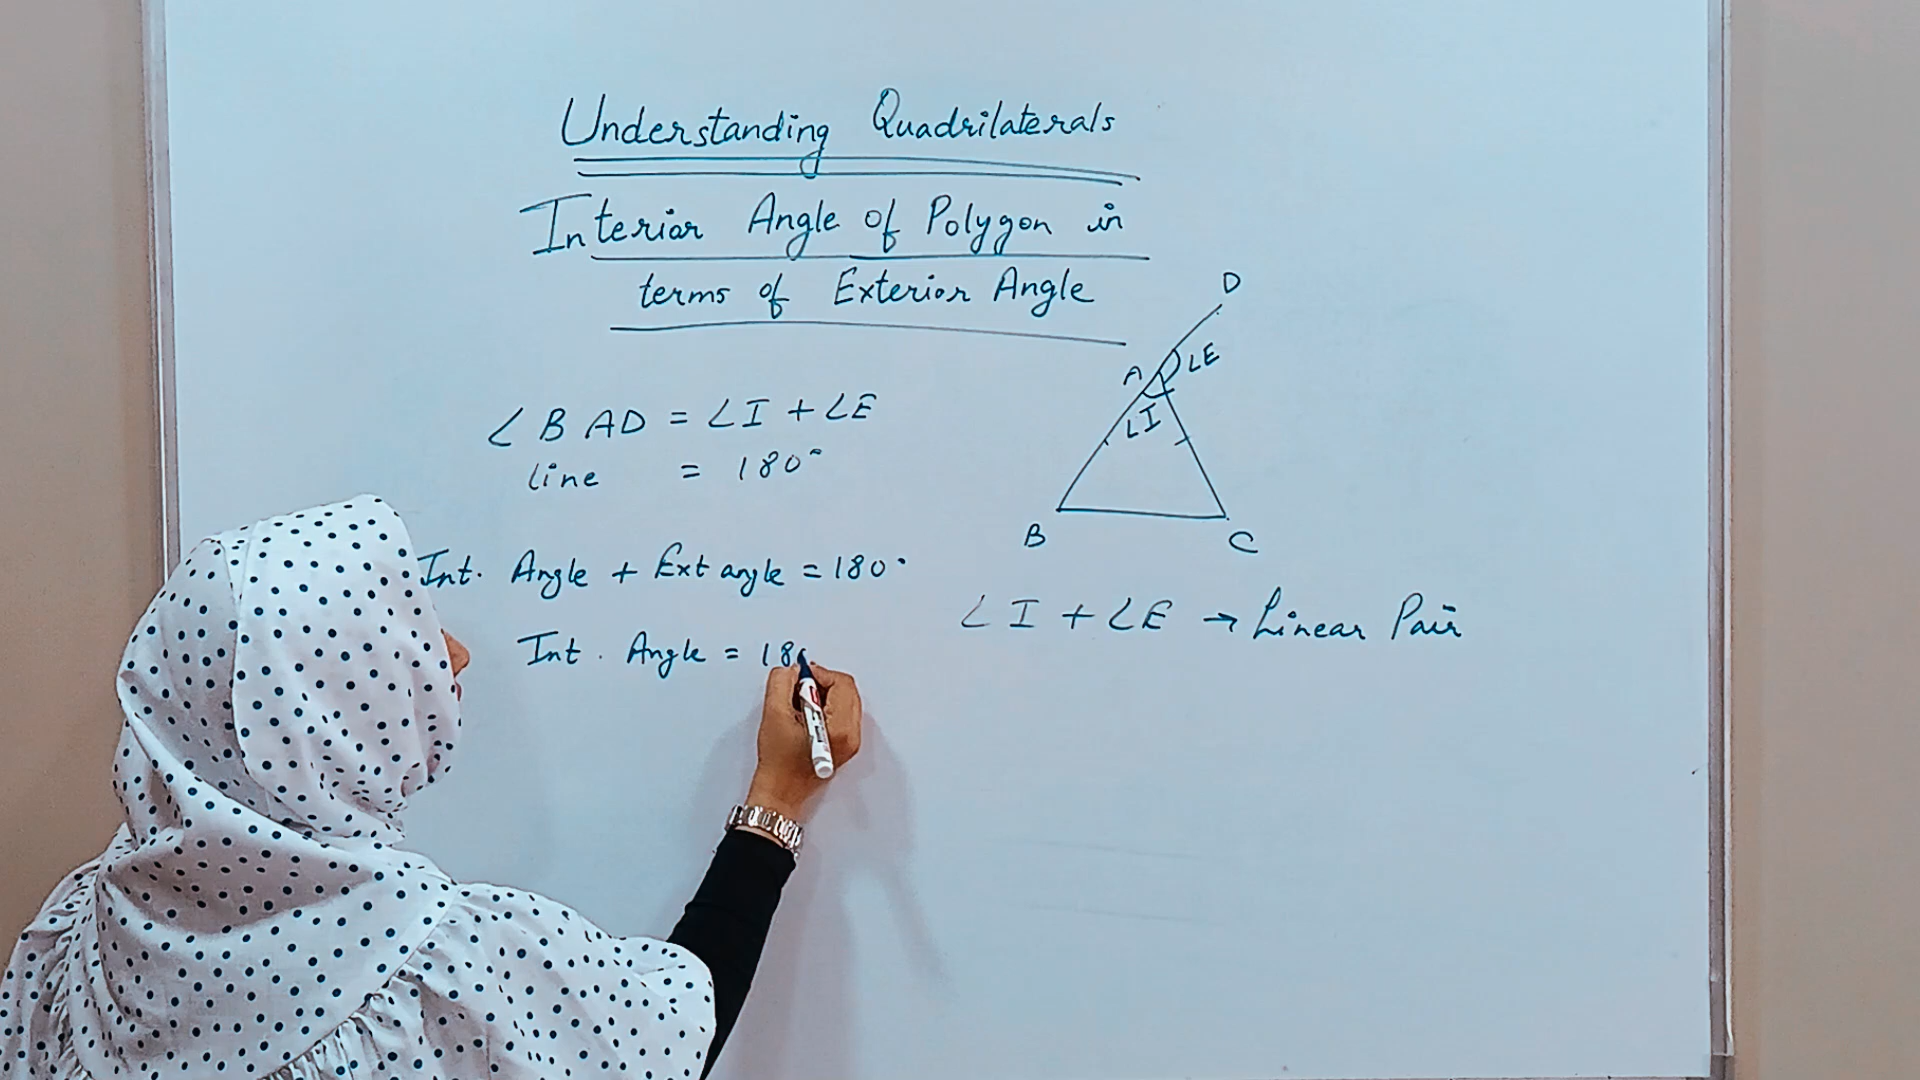 Understanding Quadrilaterals
Interior Angle of Polygon in
terms of Exterior Angle
D
∠E
A
∠I
B
C
∠BAD = ∠I + ∠E
line = 180°
Int. Angle + Ext angle = 180°
∠I + ∠E → Linear Pair
Int. Angle = 180